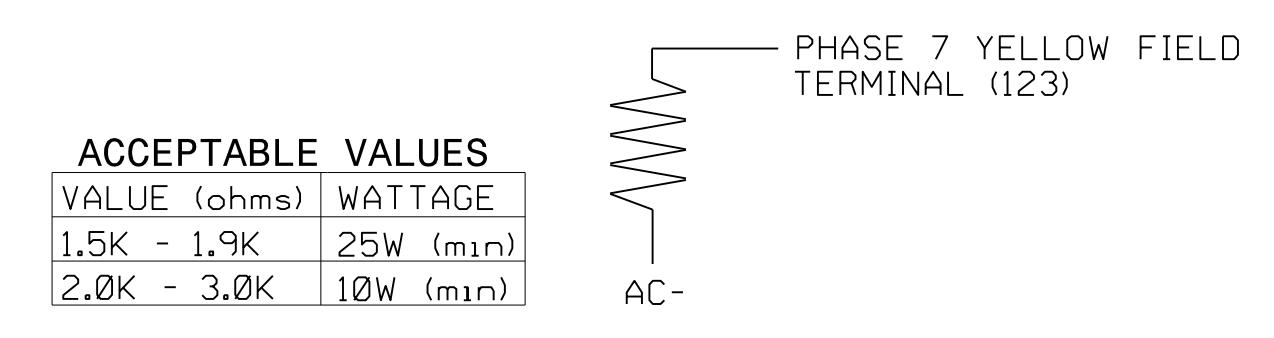 PHASE 7 YELLOW FIELD
TERMINAL (123)
ACCEPTABLE VALUES
VALUE (ohms) WATTAGE
1.5K - 1.9K 25W (min)
2.0K - 3.0K 10W (min)
AC-